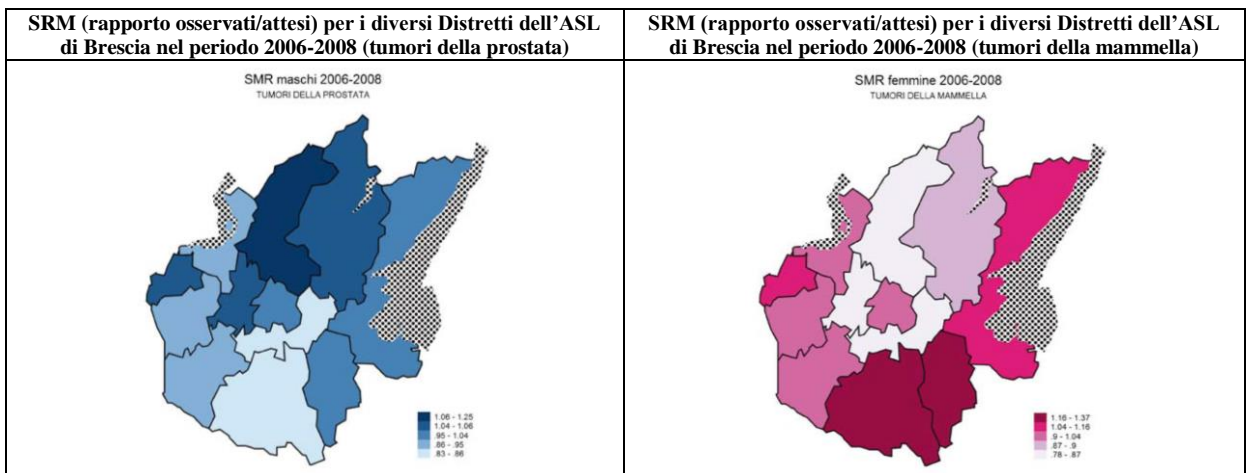 SRM (rapporto osservati/attesi) per i diversi Distretti dell'ASL
di Brescia nel periodo 2006-2008 (tumori della prostata)
SRM (rapporto osservati/attesi) per i diversi Distretti dell'ASL
di Brescia nel periodo 2006-2008 (tumori della mammella)
SMR maschi 2006-2008
TUMORI DELLA PROSTATA
1.06 - 1.25
1.04 - 1.06
.95 - 1.04
.86 - .95
.83 - .86
SMR femmine 2006-2008
TUMORI DELLA MAMMELLA
1.16 - 1.37
1.04 - 1.16
.9 - 1.04
.87 - .9
.78 - .87